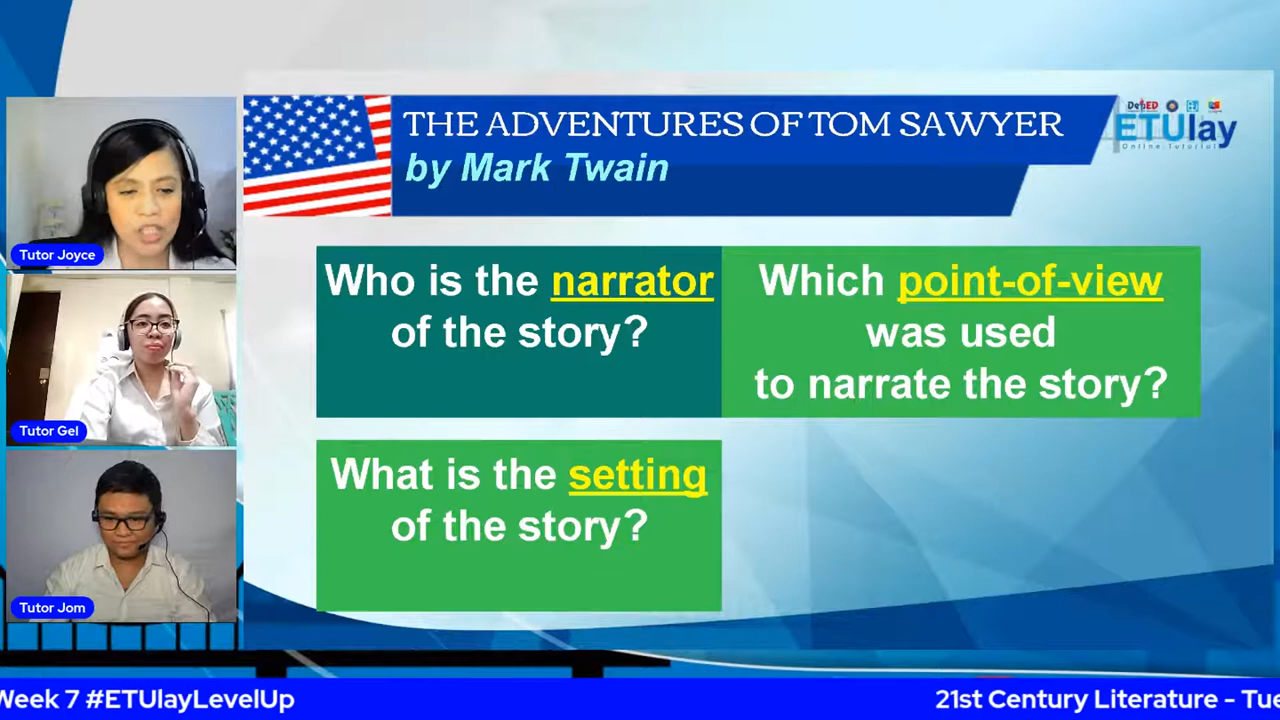 THE ADVENTURES OF TOM SAWYER
by Mark Twain
DepED
ETUlay
Online Tutorial
Tutor Joyce
Tutor Gel
Tutor Jom
Who is the narrator
of the story?
Which point-of-view
was used
to narrate the story?
What is the setting
of the story?
Week 7 #ETUlayLevelUp
21st Century Literature - Tue